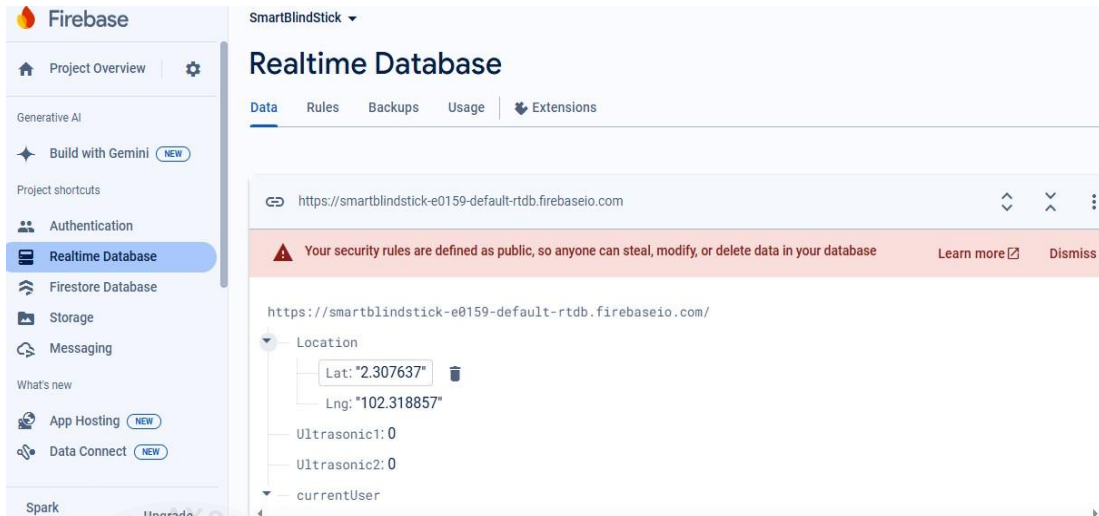 Firebase
SmartBlindStick
Project Overview
Realtime Database
Data Rules Backups Usage Extensions
Generative AI
Build with Gemini NEW
Project shortcuts
Authentication
Realtime Database
Firestore Database
Storage
Messaging
What's new
App Hosting NEW
Data Connect NEW
Spark
Upgrade
https://smartblindstick-e0159-default-rtdb.firebaseio.com
Your security rules are defined as public, so anyone can steal, modify, or delete data in your database Learn more Dismiss
https://smartblindstick-e0159-default-rtdb.firebaseio.com/
Location
Lat: "2.307637"
Lng: "102.318857"
Ultrasonic1: 0
Ultrasonic2: 0
currentUser